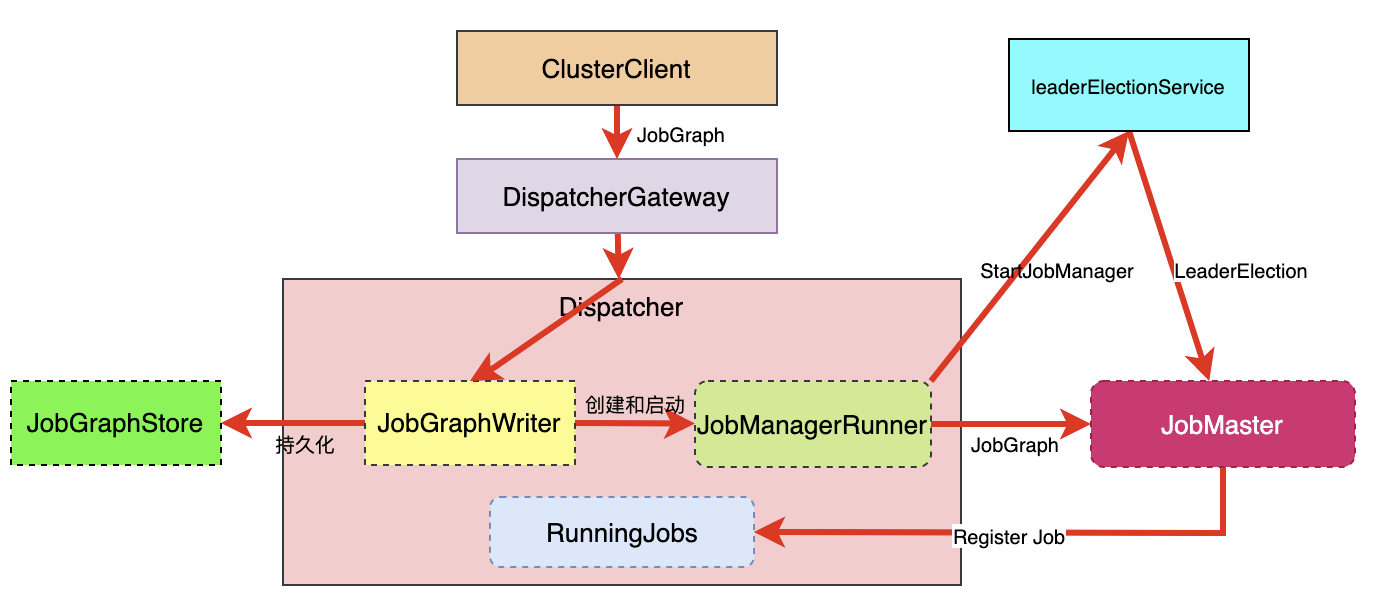 ClusterClient
leaderElectionService
JobGraph
DispatcherGateway
StartJobManager
LeaderElection
Dispatcher
JobGraphStore
持久化
JobGraphWriter
创建和启动
JobManagerRunner
JobGraph
JobMaster
RunningJobs
Register Job